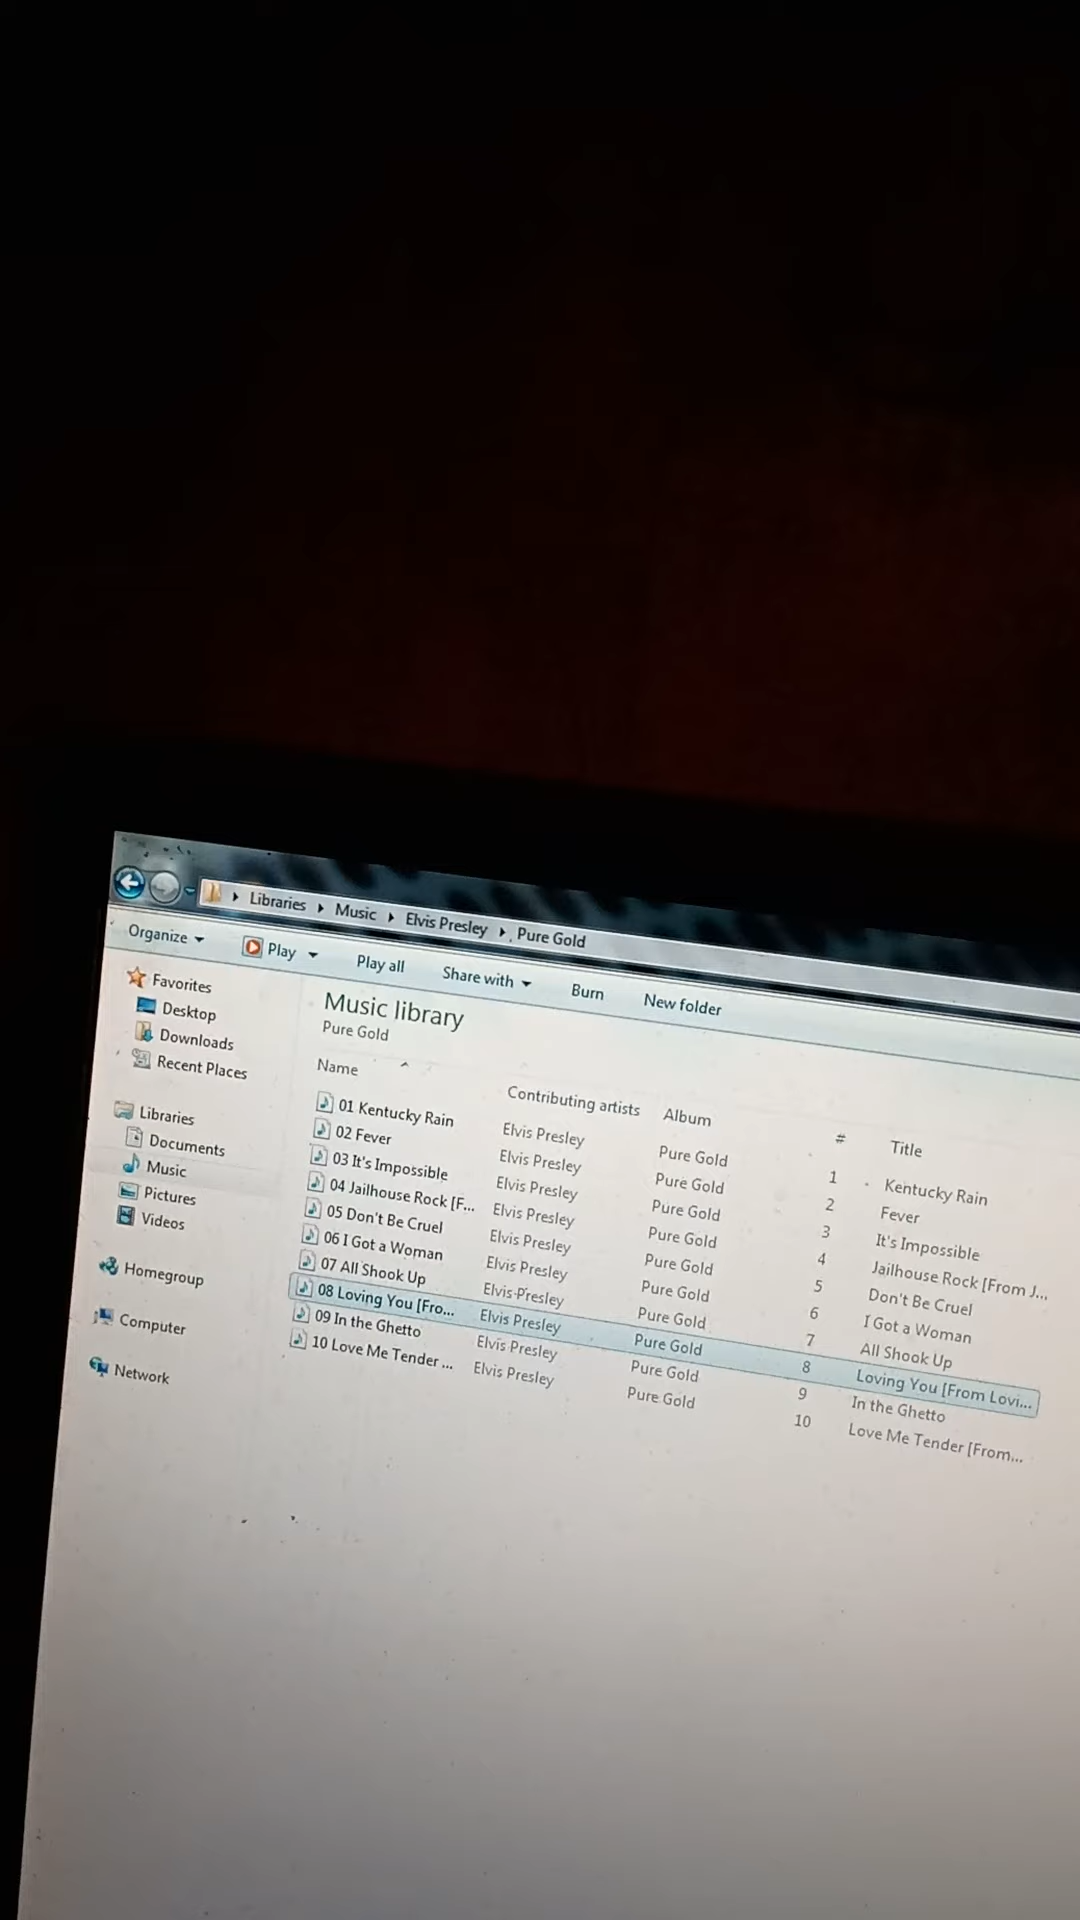 Libraries Music Elvis Presley Pure Gold
Organize Play Play all Share with Burn New folder
Favorites
Desktop
Downloads
Recent Places
Libraries
Documents
Music
Pictures
Videos
Homegroup
Computer
Network
Music library
Pure Gold
Name Contributing artists Album # Title
01 Kentucky Rain Elvis Presley Pure Gold 1 Kentucky Rain
02 Fever Elvis Presley Pure Gold 2 Fever
03 It's Impossible Elvis Presley Pure Gold 3 It's Impossible
04 Jailhouse Rock [F... Elvis Presley Pure Gold 4 Jailhouse Rock [From J...
05 Don't Be Cruel Elvis Presley Pure Gold 5 Don't Be Cruel
06 I Got a Woman Elvis Presley Pure Gold 6 I Got a Woman
07 All Shook Up Elvis Presley Pure Gold 7 All Shook Up
08 Loving You [Fro... Elvis Presley Pure Gold 8 Loving You [From Lovi...
09 In the Ghetto Elvis Presley Pure Gold 9 In the Ghetto
10 Love Me Tender ... Elvis Presley Pure Gold 10 Love Me Tender [From...